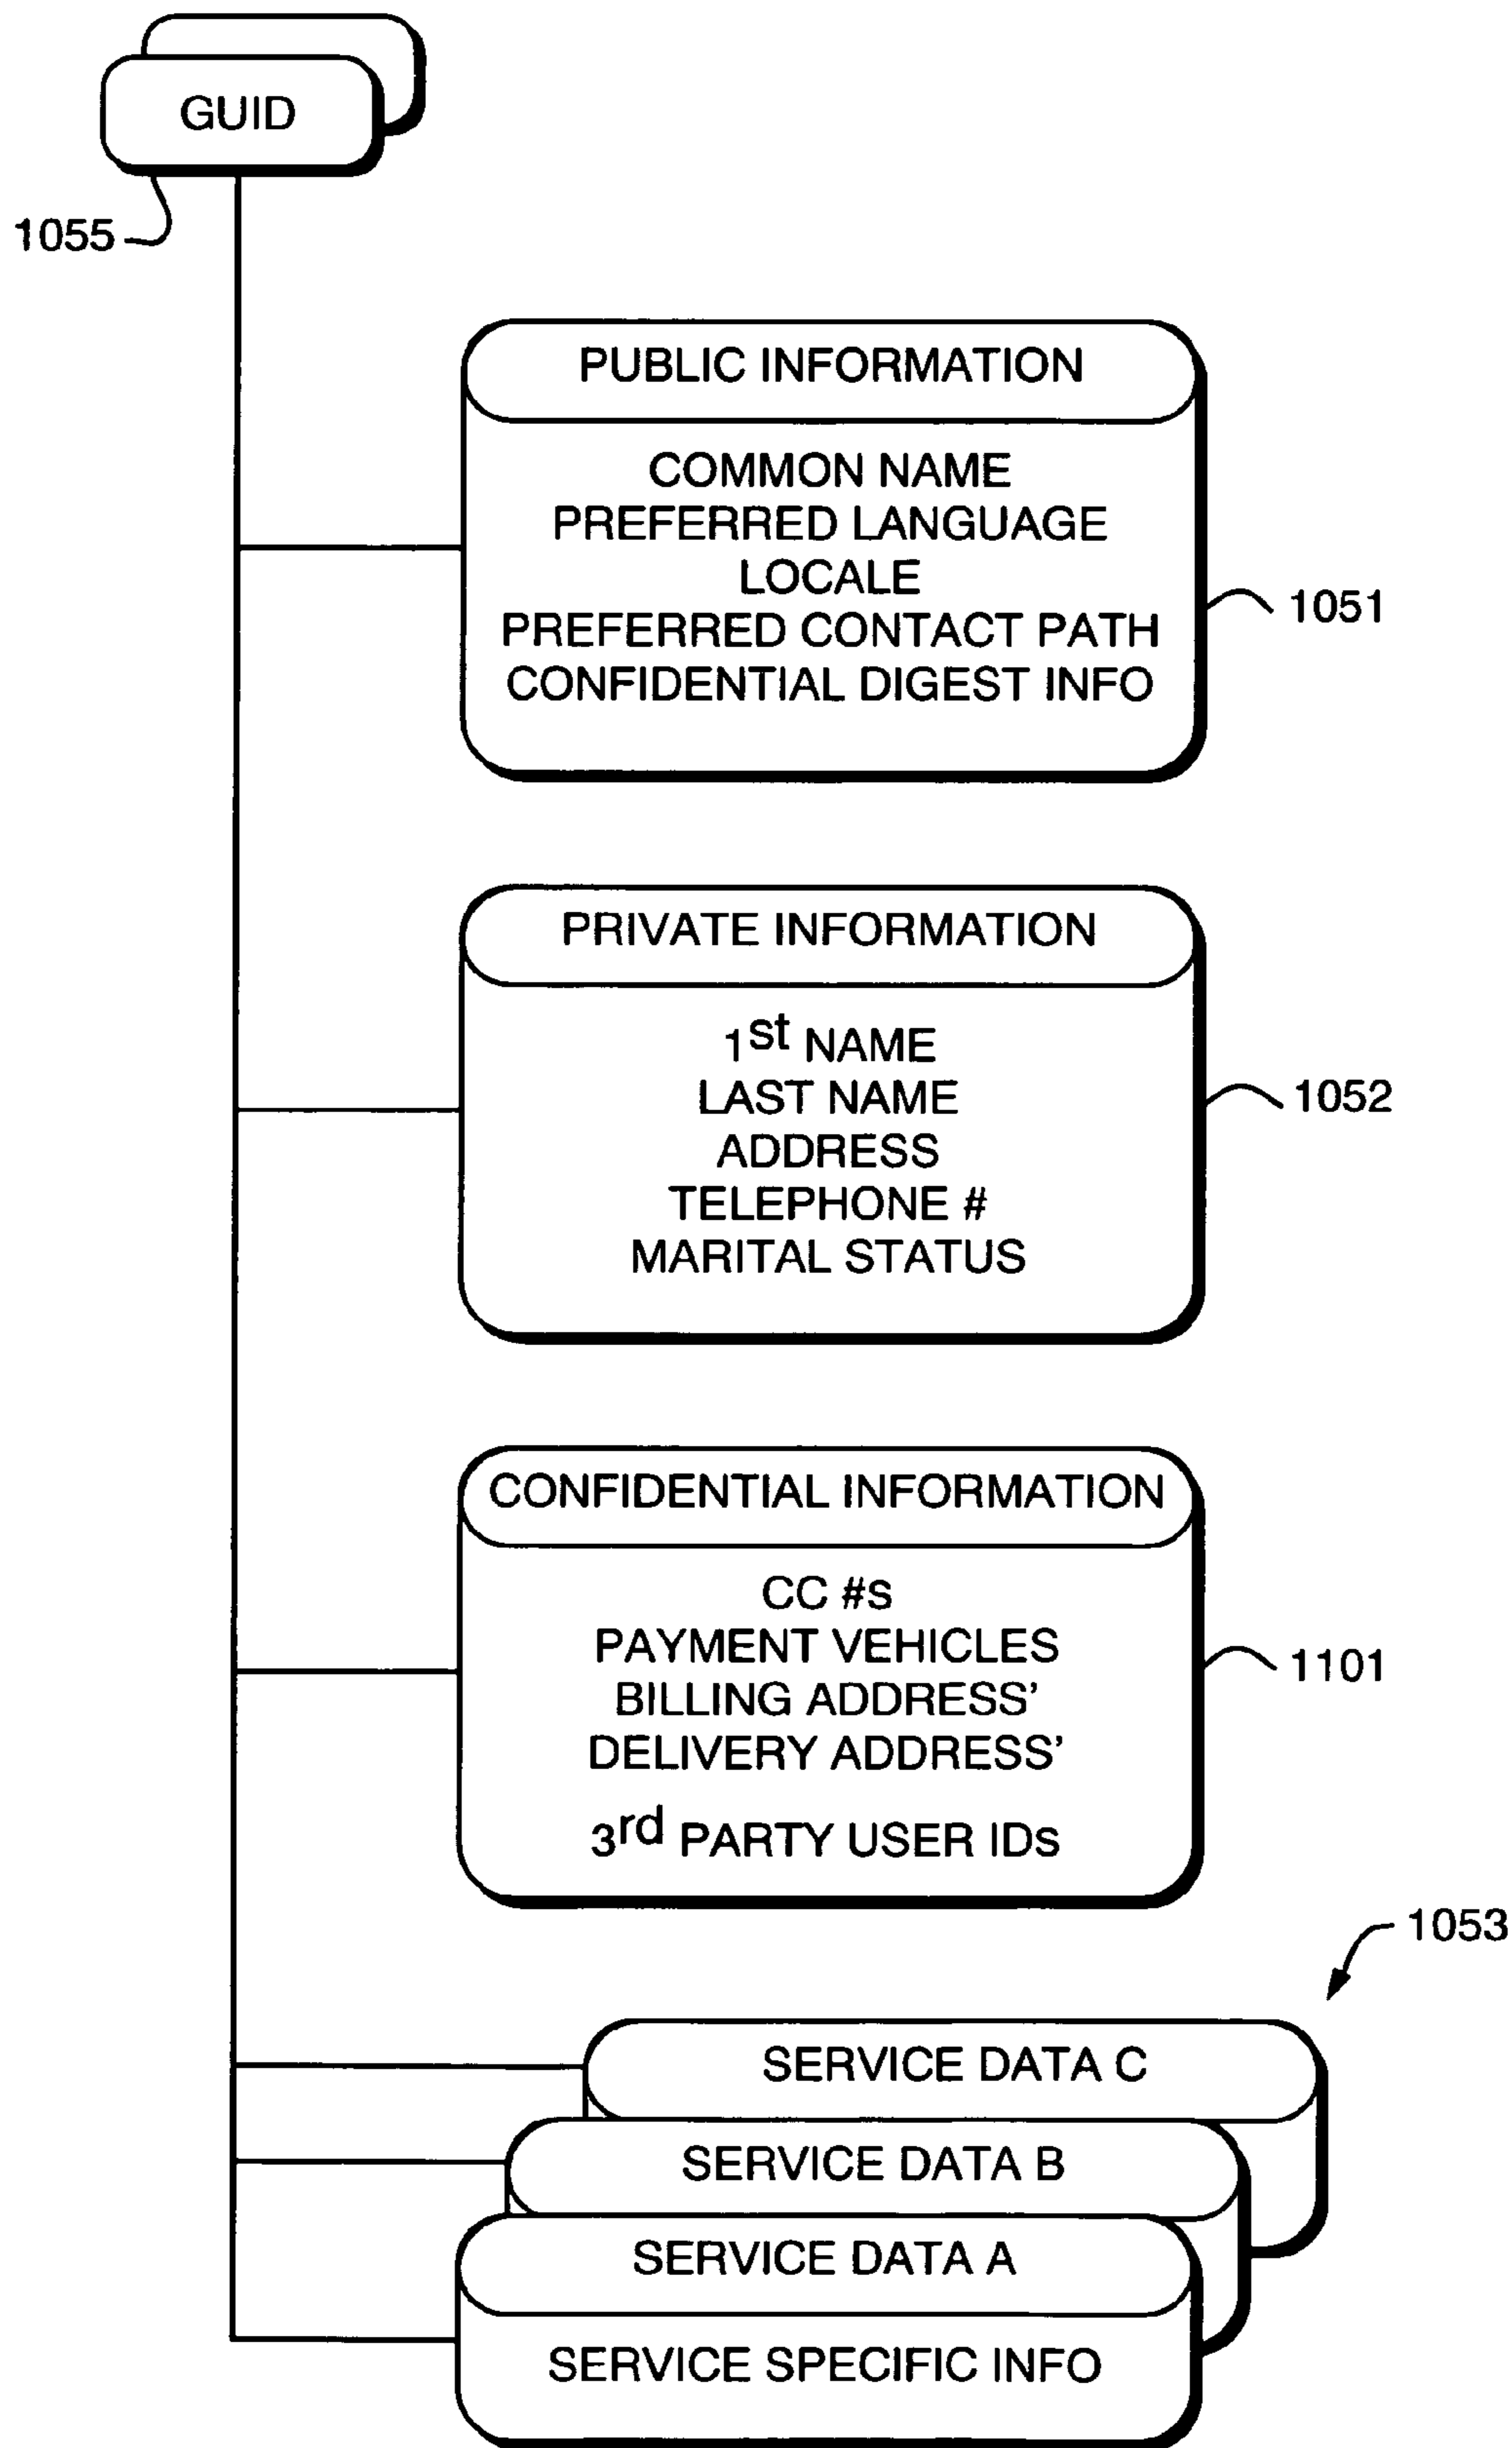 GUID
1055
PUBLIC INFORMATION
COMMON NAME
PREFERRED LANGUAGE
LOCALE
PREFERRED CONTACT PATH
CONFIDENTIAL DIGEST INFO
1051
PRIVATE INFORMATION
1st NAME
LAST NAME
ADDRESS
TELEPHONE #
MARITAL STATUS
1052
CONFIDENTIAL INFORMATION
CC #s
PAYMENT VEHICLES
BILLING ADDRESS'
DELIVERY ADDRESS'
3rd PARTY USER IDs
1101
1053
SERVICE DATA C
SERVICE DATA B
SERVICE DATA A
SERVICE SPECIFIC INFO